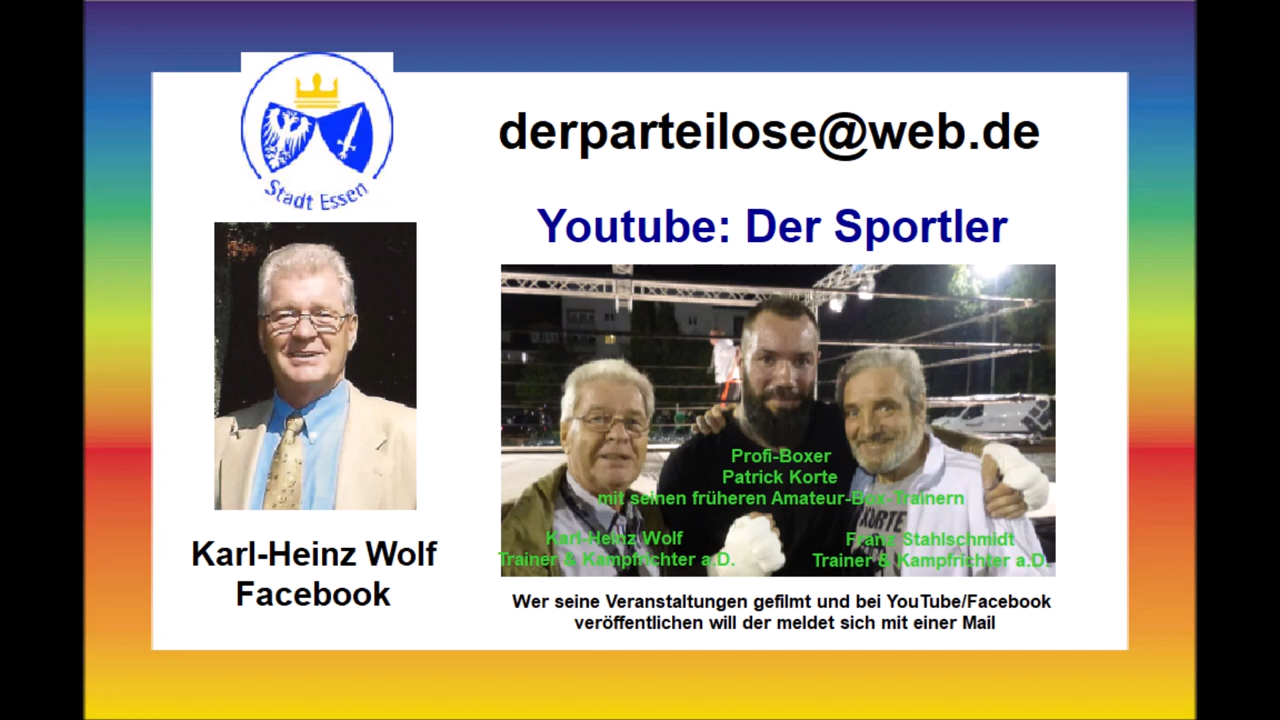 Stadt Essen
derparteilose@web.de
Youtube: Der Sportler
Profi-Boxer
Patrick Korte
mit seinen früheren Amateur-Box-Trainern
Karl-Heinz Wolf
Trainer & Kampfrichter a.D.
Franz Stahlschmidt
Trainer & Kampfrichter a.D.
KORTE
Karl-Heinz Wolf
Facebook
Wer seine Veranstaltungen gefilmt und bei YouTube/Facebook
veröffentlichen will der meldet sich mit einer Mail